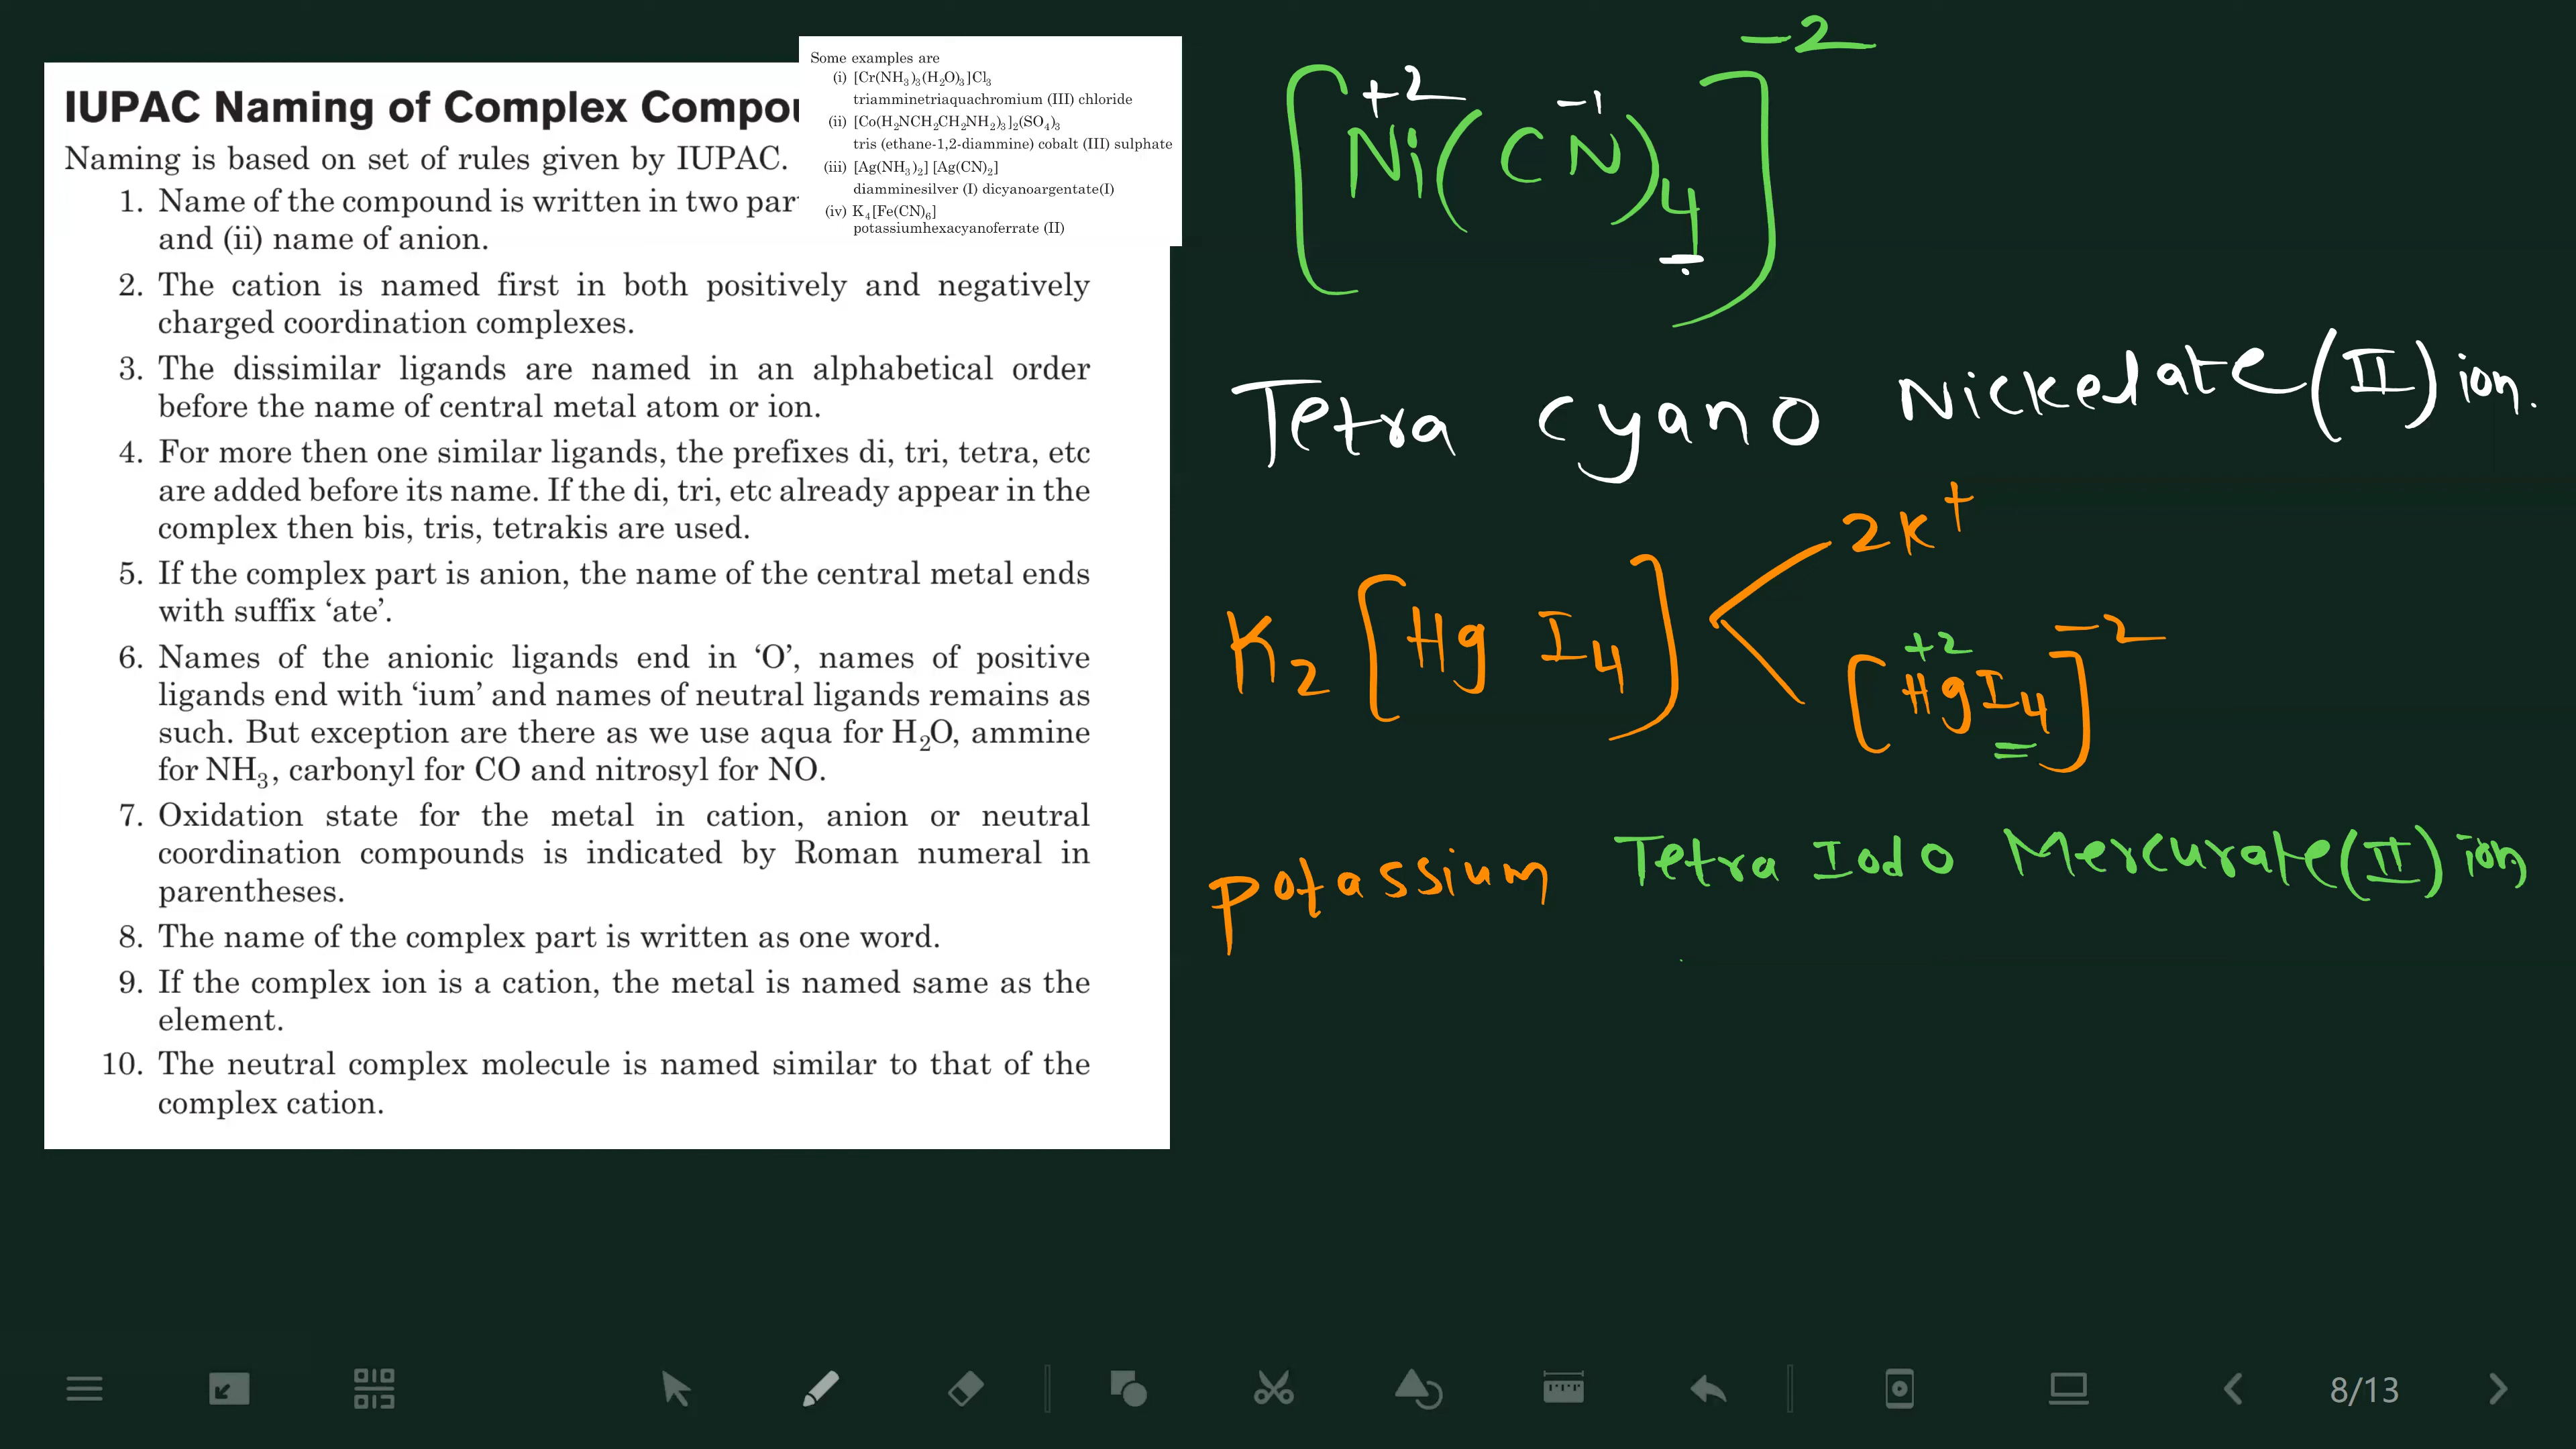 IUPAC Naming of Complex
Naming is based on set of rules given by IUPAC.
1. Name of the compound is written in two
and (ii) name of anion.
2. The cation is named first in both positively and negatively
charged coordination complexes.
3. The dissimilar ligands are named in an alphabetical order
before the name of central metal atom or ion.
4. For more then one similar ligands, the prefixes di, tri, tetra, etc
are added before its name. If the di, tri, etc already appear in the
complex then bis, tris, tetrakis are used.
5. If the complex part is anion, the name of the central metal ends
with suffix ‘ate’.
6. Names of the anionic ligands end in ‘O’, names of positive
ligands end with ‘ium’ and names of neutral ligands remains as
such. But exception are there as we use aqua for H₂O, ammine
for NH₃, carbonyl for CO and nitrosyl for NO.
7. Oxidation state for the metal in cation, anion or neutral
coordination compounds is indicated by Roman numeral in
parentheses.
8. The name of the complex part is written as one word.
9. If the complex ion is a cation, the metal is named same as the
element.
10. The neutral complex molecule is named similar to that of the
complex cation.
Some examples are
(i) [Cr(NH₃)₃(H₂O)₃]Cl₃
triamminetriaquachromium (III) chloride
(ii) [Co(H₂NCH₂CH₂NH₂)₃]₂(SO₄)₃
tris (ethane-1,2-diammine) cobalt (III) sulphate
(iii) [Ag(NH₃)₂] [Ag(CN)₂]
diamminesilver (I) dicyanoargentate(I)
(iv) K₄[Fe(CN)₆]
potassiumhexacyanoferrate (II)
-2
+2 -1
[Ni(CN)₄]
Tetra cyano Nickelate(II) ion.
2K⁺
K₂[Hg I₄]
+2 -2
[HgI₄]
potassium Tetra Iodo Mercurate(II) ion
8/13